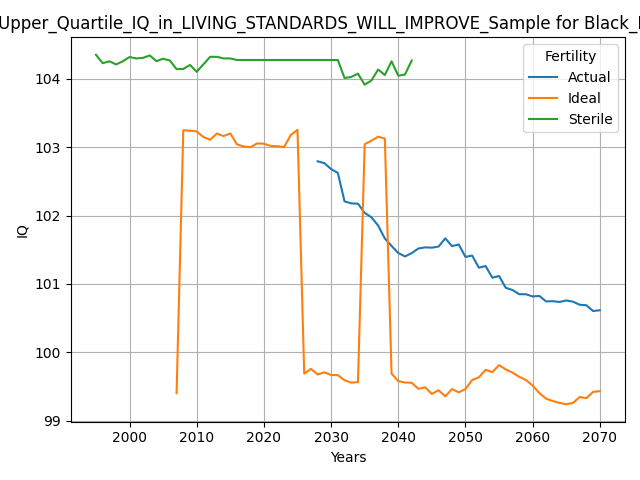 Upper_Quartile_IQ_in_LIVING_STANDARDS_WILL_IMPROVE_Sample for Black_
Fertility
Actual
Ideal
Sterile
104
103
102
101
100
99
IQ
2000
2010
2020
2030
2040
2050
2060
2070
Years